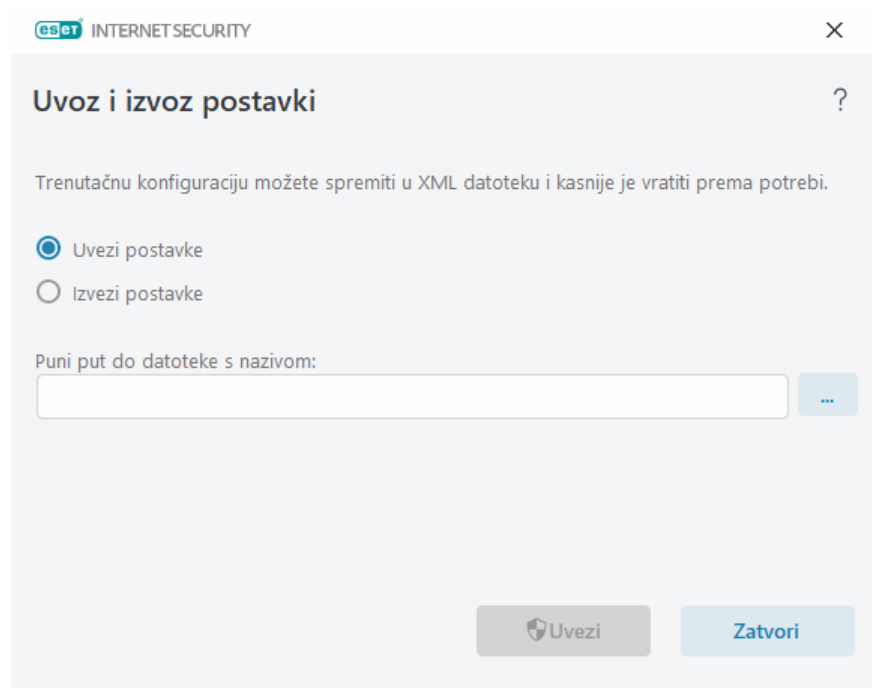 eset INTERNET SECURITY
Uvoz i izvoz postavki
?
Trenutačnu konfiguraciju možete spremiti u XML datoteku i kasnije je vratiti prema potrebi.
Uvezi postavke
Izvezi postavke
Puni put do datoteke s nazivom:
...
Uvezi
Zatvori